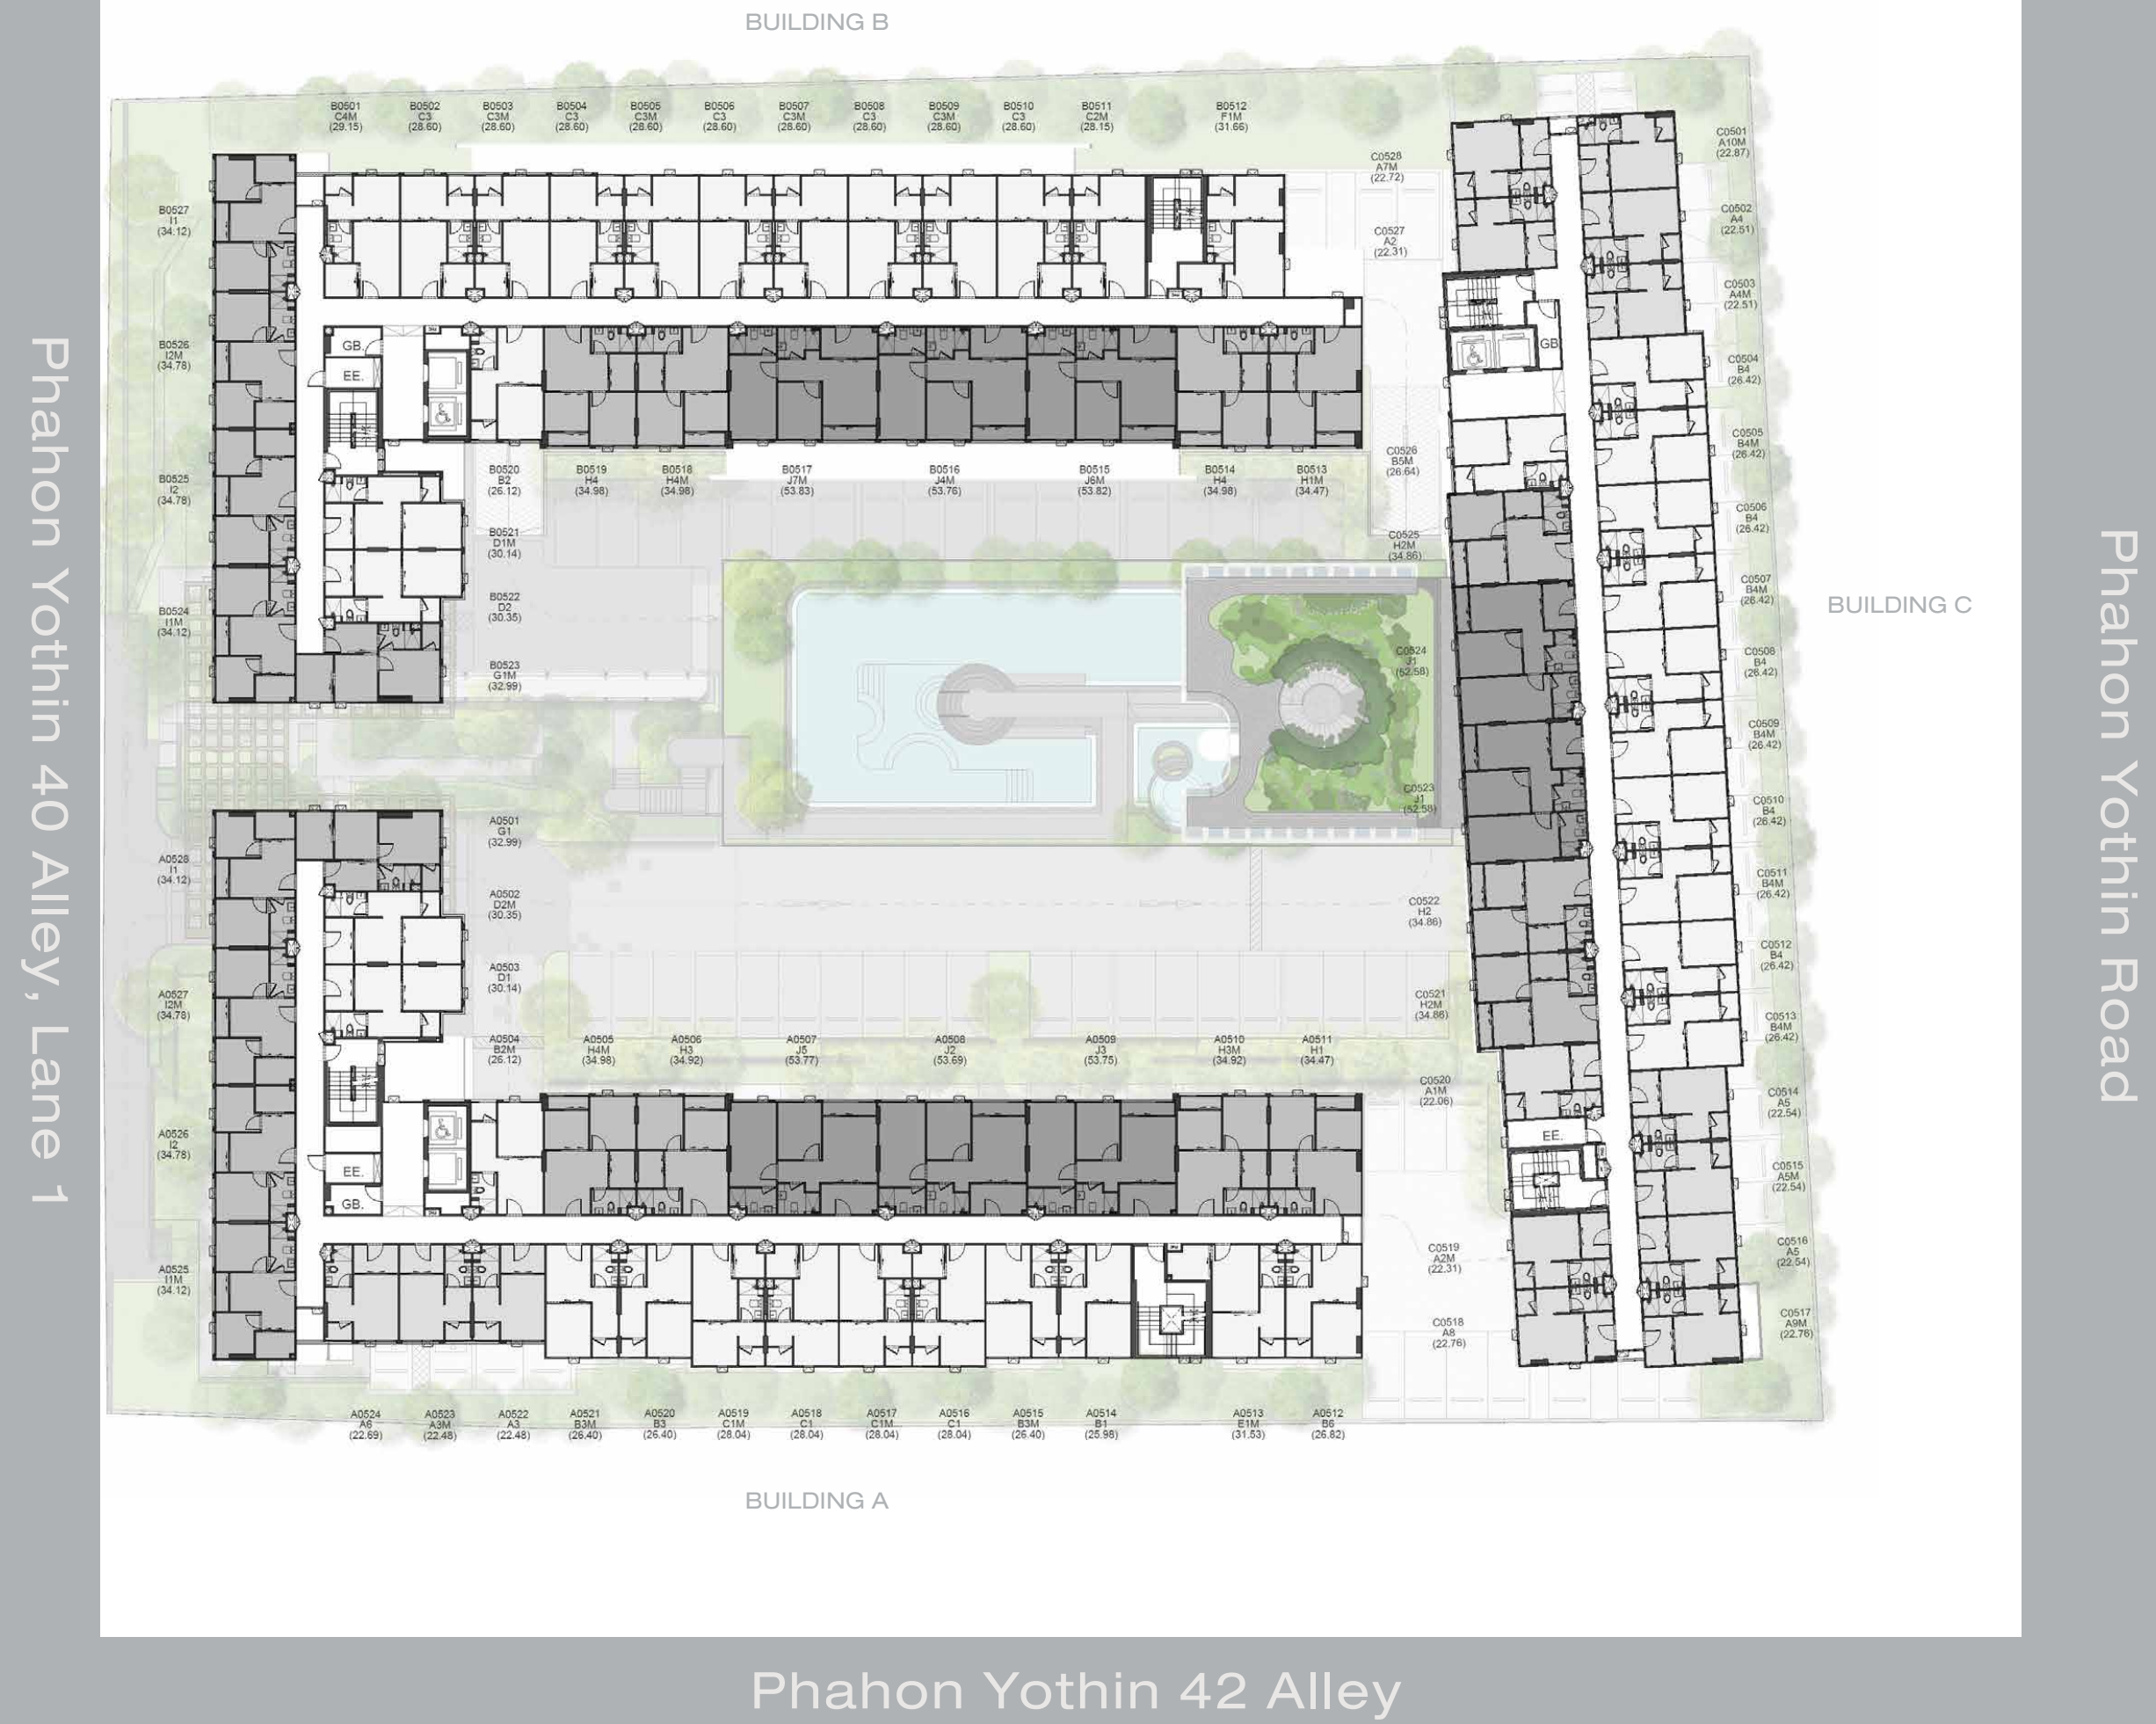 BUILDING B
B0501
C4M
(29.15)
B0502
C3
(28.60)
B0503
C3M
(28.60)
B0504
C3
(28.60)
B0505
C3M
(28.60)
B0506
C3
(28.60)
B0507
C3M
(28.60)
B0508
C3
(28.60)
B0509
C3M
(28.60)
B0510
C3
(28.60)
B0511
C2M
(28.15)
B0512
F1M
(31.66)
B0527
I1
(34.12)
B0526
I2M
(34.78)
B0525
I2
(34.78)
B0524
I1M
(34.12)
GB.
EE.
B0520
B2
(26.12)
B0519
H4
(34.98)
B0518
H4M
(34.98)
B0517
J7M
(53.83)
B0516
J4M
(53.76)
B0515
J6M
(53.82)
B0514
H4
(34.98)
B0513
H1M
(34.47)
B0521
D1M
(30.14)
B0522
D2
(30.35)
B0523
G1M
(32.99)
C0528
A7M
(22.72)
C0527
A2
(22.31)
C0526
B5M
(26.64)
C0525
H2M
(34.86)
C0524
J1
(52.58)
C0523
J1
(52.58)
C0522
H2
(34.86)
C0521
H2M
(34.86)
C0520
A1M
(22.06)
C0519
A2M
(22.31)
C0518
A8
(22.76)
GB
EE.
C0501
A10M
(22.87)
C0502
A4
(22.51)
C0503
A4M
(22.51)
C0504
B4
(26.42)
C0505
B4M
(26.42)
C0506
B4
(26.42)
C0507
B4M
(26.42)
C0508
B4
(26.42)
C0509
B4M
(26.42)
C0510
B4
(26.42)
C0511
B4M
(26.42)
C0512
B4
(26.42)
C0513
B4M
(26.42)
C0514
A5
(22.54)
C0515
A5M
(22.54)
C0516
A5
(22.54)
C0517
A9M
(22.78)
BUILDING C
A0501
G1
(32.99)
A0502
D2M
(30.35)
A0503
D1
(30.14)
A0504
B2M
(26.12)
A0505
H4M
(34.98)
A0506
H3
(34.92)
A0507
J5
(53.77)
A0508
J2
(53.69)
A0509
J3
(53.75)
A0510
H3M
(34.92)
A0511
H1
(34.47)
A0528
I1
(34.12)
A0527
I2M
(34.78)
A0526
I2
(34.78)
A0525
I1M
(34.12)
EE.
GB.
A0524
A6
(22.69)
A0523
A3M
(22.48)
A0522
A3
(22.48)
A0521
B3M
(26.40)
A0520
B3
(26.40)
A0519
C1M
(28.04)
A0518
C1
(28.04)
A0517
C1M
(28.04)
A0516
C1
(28.04)
A0515
B3M
(26.40)
A0514
B1
(25.98)
A0513
E1M
(31.53)
A0512
B6
(26.82)
BUILDING A
Phahon Yothin 40 Alley, Lane 1
Phahon Yothin Road
Phahon Yothin 42 Alley